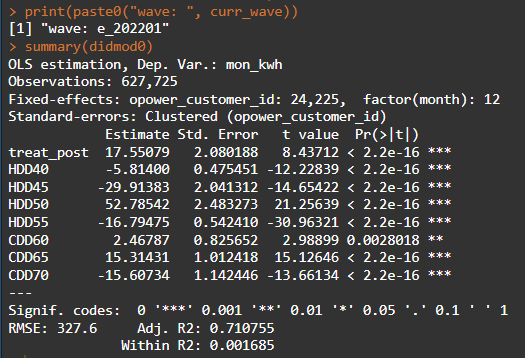 > print(paste0("wave: ", curr_wave))
[1] "wave: e_202201"
> summary(didmod0)
OLS estimation, Dep. Var.: mon_kwh
Observations: 627,725
Fixed-effects: opower_customer_id: 24,225,  factor(month): 12
Standard-errors: Clustered (opower_customer_id)
Estimate Std. Error t value Pr(>|t|)
treat_post 17.55079 2.080188 8.43712 < 2.2e-16 ***
HDD40 -5.81400 0.475451 -12.22839 < 2.2e-16 ***
HDD45 -29.91383 2.041312 -14.65422 < 2.2e-16 ***
HDD50 52.78542 2.483273 21.25639 < 2.2e-16 ***
HDD55 -16.79475 0.542410 -30.96321 < 2.2e-16 ***
CDD60 2.46787 0.825652 2.98899 0.0028018 **
CDD65 15.31431 1.012418 15.12646 < 2.2e-16 ***
CDD70 -15.60734 1.142446 -13.66134 < 2.2e-16 ***
---
Signif. codes:  0 '***' 0.001 '**' 0.01 '*' 0.05 '.' 0.1 ' ' 1
RMSE: 327.6 Adj. R2: 0.710755
Within R2: 0.001685
>